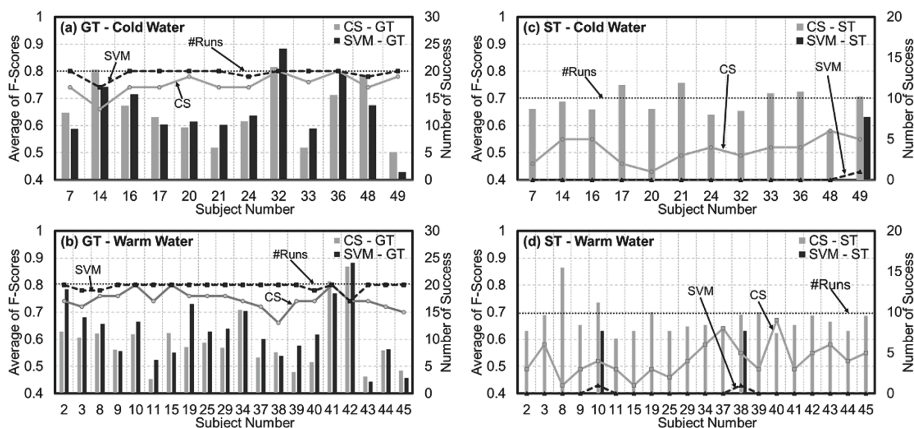 (a) GT - Cold Water
CS - GT
SVM - GT
#Runs
SVM
CS
Average of F-Scores
1
0.9
0.8
0.7
0.6
0.5
0.4
30
25
20
15
10
5
0
Number of Success
7 14 16 17 20 21 24 32 33 36 48 49
Subject Number
(c) ST - Cold Water
CS - ST
SVM - ST
#Runs
CS
SVM
Average of F-Scores
1
0.9
0.8
0.7
0.6
0.5
0.4
20
15
10
5
0
Number of Success
7 14 16 17 20 21 24 32 33 36 48 49
Subject Number
(b) GT - Warm Water
CS - GT
SVM - GT
#Runs
SVM
CS
Average of F-Scores
1
0.9
0.8
0.7
0.6
0.5
0.4
30
25
20
15
10
5
0
Number of Success
2 3 8 9 10 11 15 19 25 29 34 37 38 39 40 41 42 43 44 45
Subject Number
(d) ST - Warm Water
CS - ST
SVM - ST
SVM
CS
#Runs
Average of F-Scores
1
0.9
0.8
0.7
0.6
0.5
0.4
20
15
10
5
0
Number of Success
2 3 8 9 10 11 15 19 25 29 34 37 38 39 40 41 42 43 44 45
Subject Number